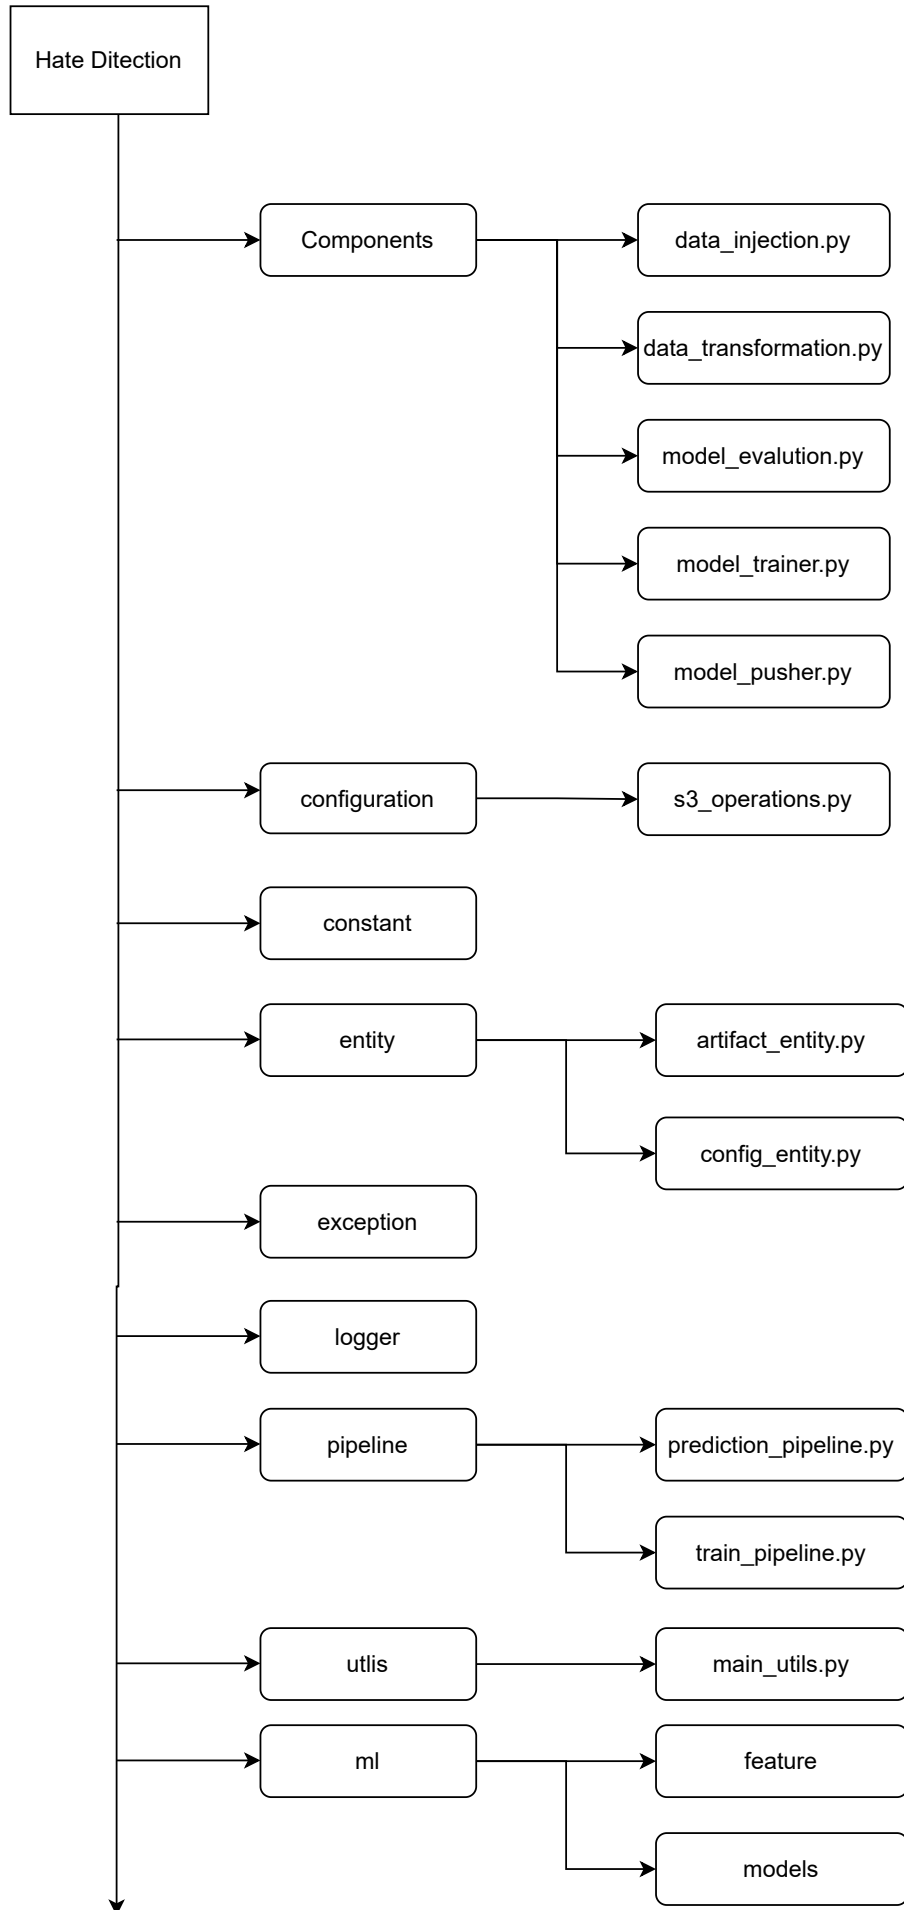 Hate Ditection
Components
data_injection.py
data_transformation.py
model_evalution.py
model_trainer.py
model_pusher.py
configuration
s3_operations.py
constant
entity
artifact_entity.py
config_entity.py
exception
logger
pipeline
prediction_pipeline.py
train_pipeline.py
utlis
main_utils.py
ml
feature
models